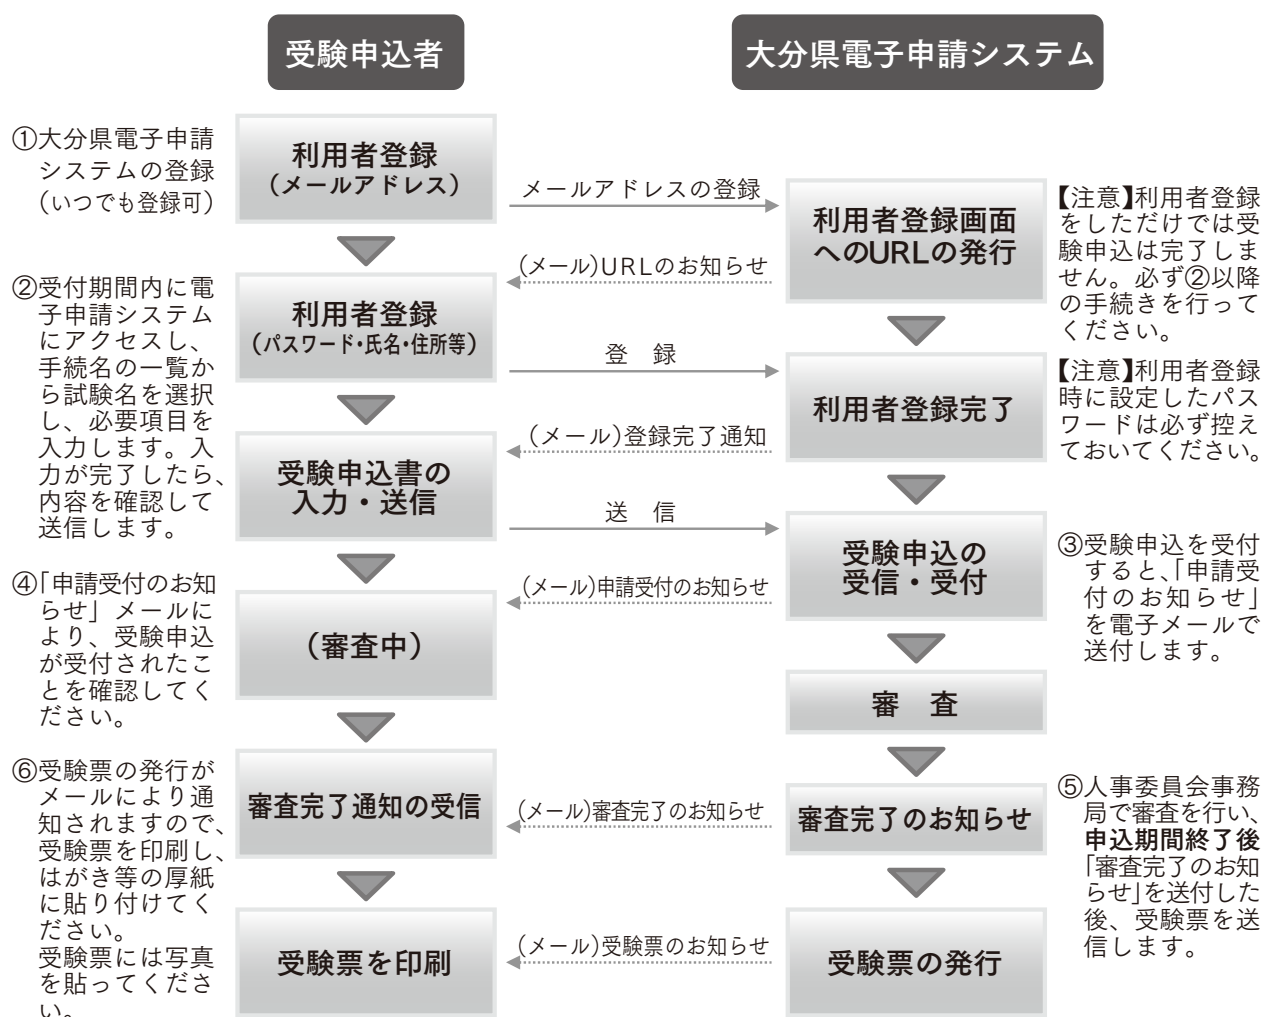 受験申込者
大分県電子申請システム
①大分県電子申請
システムの登録
（いつでも登録可）
利用者登録
（メールアドレス）
メールアドレスの登録
利用者登録画面
へのURLの発行
【注意】利用者登録
をしただけでは受
験申込は完了しま
せん。必ず②以降
の手続きを行って
ください。
(メール)URLのお知らせ
②受付期間内に電
子申請システム
にアクセスし、
手続名の一覧か
ら試験名を選択
し、必要項目を
入力します。入
力が完了したら、
内容を確認して
送信します。
利用者登録
（パスワード・氏名・住所等）
登　録
利用者登録完了
【注意】利用者登録
時に設定したパス
ワードは必ず控え
ておいてください。
（メール）登録完了通知
受験申込書の
入力・送信
送　信
受験申込の
受信・受付
③受験申込を受付
すると、「申請受
付のお知らせ」
を電子メールで
送付します。
(メール)申請受付のお知らせ
④「申請受付のお知
らせ」メールによ
り、受験申込
が受付されたこ
とを確認してく
ださい。
（審査中）
審　査
⑥受験票の発行が
メールにより通
知されますので、
受験票を印刷し、
はがき等の厚紙
に貼り付けてく
ださい。
受験票には写真
を貼ってくださ
い。
審査完了通知の受信
(メール)審査完了のお知らせ
審査完了のお知らせ
⑤人事委員会事務
局で審査を行い、
申込期間終了後
「審査完了のお知
らせ」を送付した
後、受験票を送
信します。
受験票を印刷
(メール)受験票のお知らせ
受験票の発行